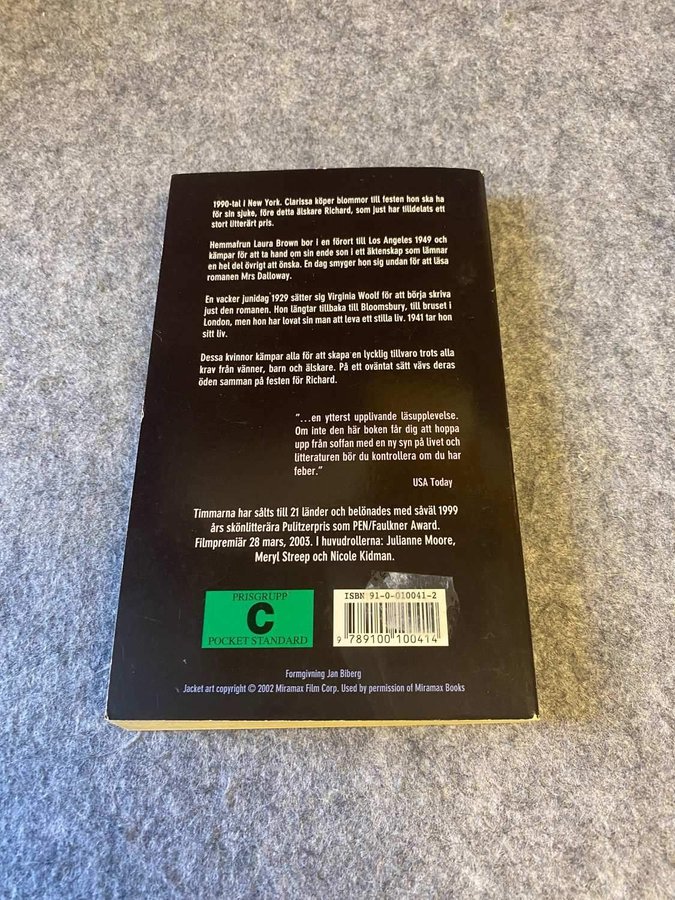 1990-tal i New York. Clarissa köper blommor till festen hon ska ha
för sin sjuke, före detta älskare Richard, som just har tilldelats ett
stort litterärt pris.
Hemmafrun Laura Brown bor i en förort till Los Angeles 1949 och
kämpar för att ta hand om sin ende son i ett äktenskap som lämnar
en hel del övrigt att önska. En dag smyger hon sig undan för att läsa
romanen Mrs Dalloway.
En vacker junidag 1929 sätter sig Virginia Woolf för att börja skriva
just den romanen. Hon längtar tillbaka till Bloomsbury, till bruset i
London, men hon har lovat sin man att leva ett stilla liv. 1941 tar hon
sitt liv.
Dessa kvinnor kämpar alla för att skapa en lycklig tillvaro trots alla
krav från vänner, barn och älskare. På ett oväntat sätt vävs deras
öden samman på festen för Richard.
"...en ytterst upplivande läsupplevelse.
Om inte den här boken får dig att hoppa
upp från soffan med en ny syn på livet och
litteraturen bör du kontrollera om du har
feber."
USA Today
Timmarna har sålts till 21 länder och belönades med såväl 1999
års skönlitterära Pulitzerpris som PEN/Faulkner Award.
Filmpremiär 28 mars, 2003. I huvudrollerna: Julianne Moore,
Meryl Streep och Nicole Kidman.
PRISGRUPP
C
POCKET STANDARD
ISBN 91-0-010041-2
9 789100 100414
Formgivning Jan Biberg
Jacket art copyright © 2002 Miramax Film Corp. Used by permission of Miramax Books